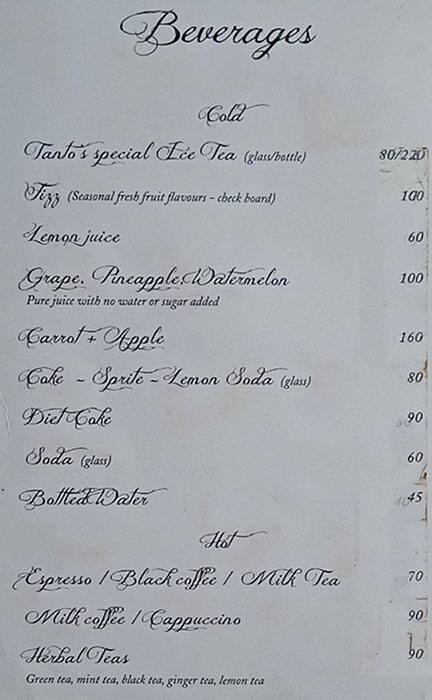 Beverages
Cold
Tanto's special Ice Tea (glass/bottle) 80/220
Fizz (Seasonal fresh fruit flavours - check board) 100
Lemon juice 60
Grape, Pineapple, Watermelon 100
Pure juice with no water or sugar added
Carrot + Apple 160
Coke - Sprite - Lemon Soda (glass) 80
Diet Coke 90
Soda (glass) 60
Bottled Water 45
Hot
Espresso / Black coffee / Milk Tea 70
Milk coffee / Cappuccino 90
Herbal Teas 90
Green tea, mint tea, black tea, ginger tea, lemon tea